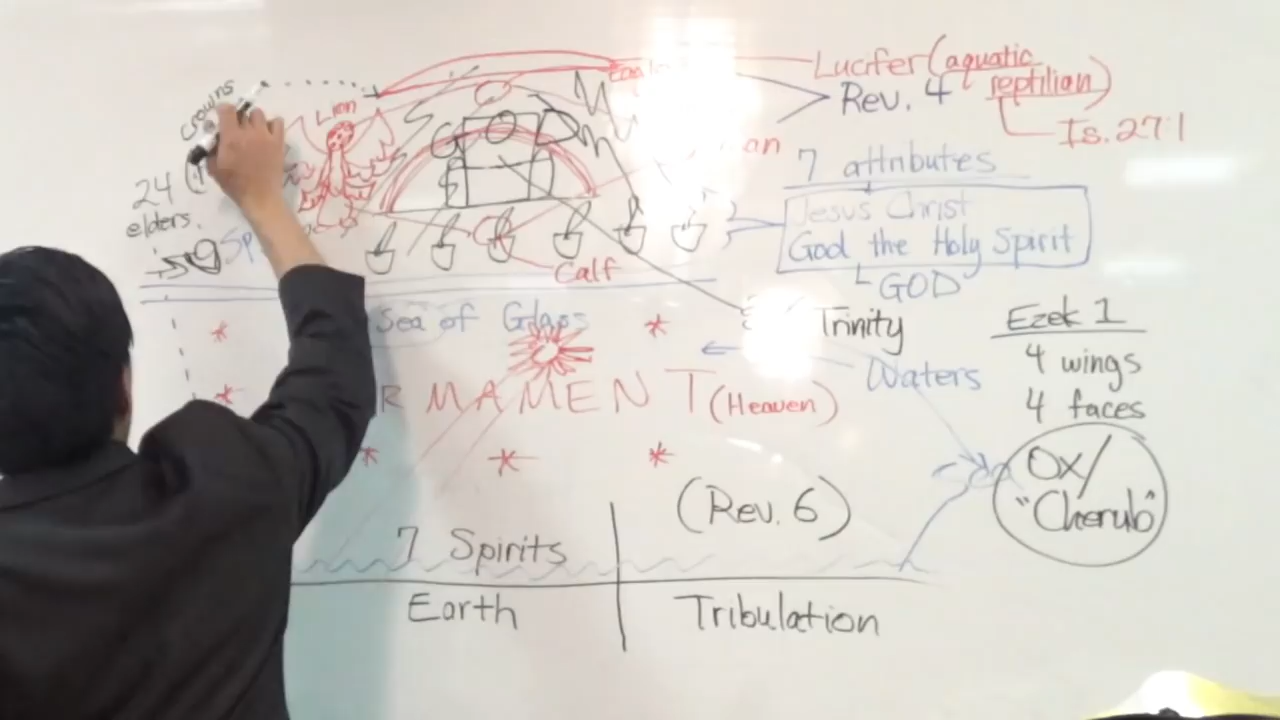 Lucifer (aquatic
reptilian)
Is. 27:1
Rev. 4
crowns
Lion
24
elders
7 attributes
Jesus Christ
God the Holy Spirit
GOD
Calf
Sea of Glass
Trinity
Waters
Ezek 1
4 wings
4 faces
Ox/
"Cherub"
RMAMENT (Heaven)
(Rev. 6)
7 Spirits
Earth
Tribulation